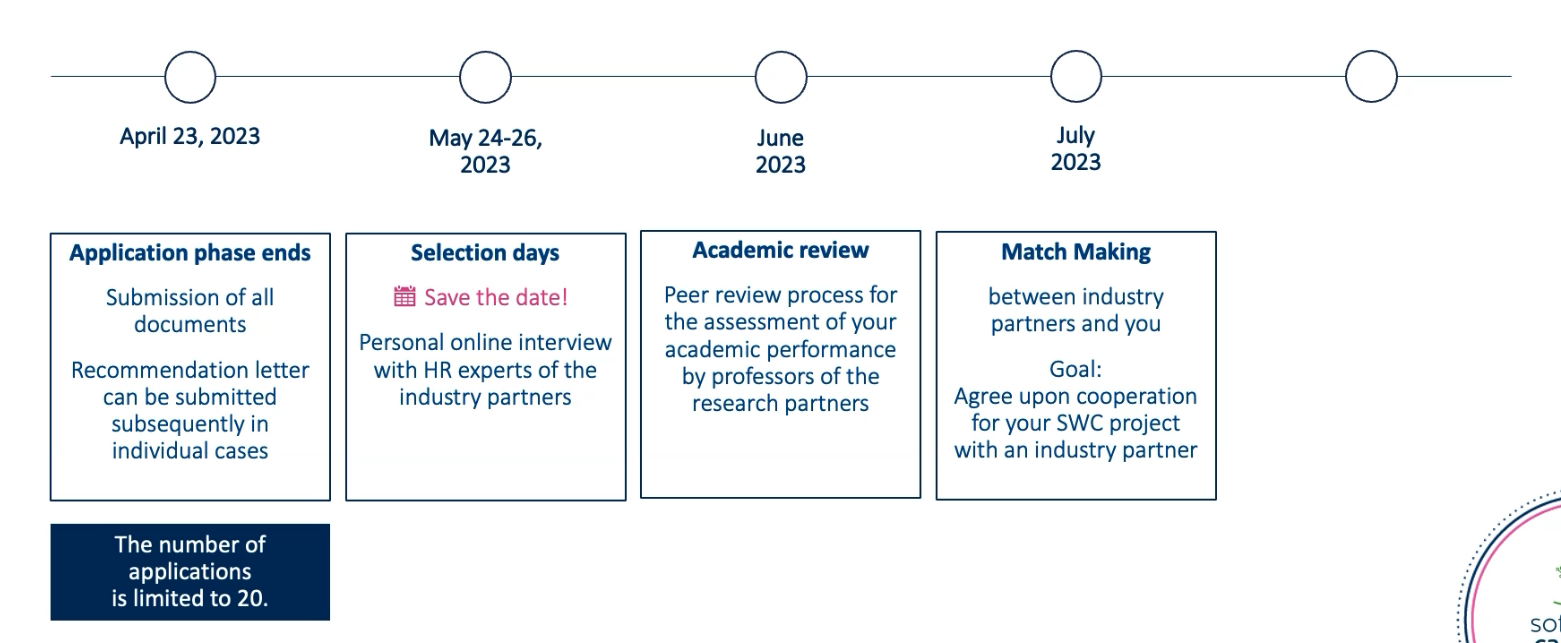 April 23, 2023
May 24-26,
2023
June
2023
July
2023
Application phase ends
Submission of all
documents
Recommendation letter
can be submitted
subsequently in
individual cases
Selection days
Save the date!
Personal online interview
with HR experts of the
industry partners
Academic review
Peer review process for
the assessment of your
academic performance
by professors of the
research partners
Match Making
between industry
partners and you
Goal:
Agree upon cooperation
for your SWC project
with an industry partner
The number of
applications
is limited to 20.